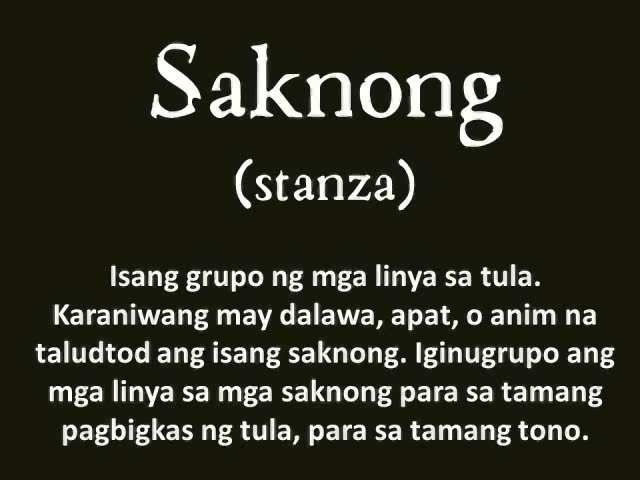 Saknong
(stanza)
Isang grupo ng mga linya sa tula.
Karaniwang may dalawa, apat, o anim na
taludtod ang isang saknong. Iginugrupo ang
mga linya sa mga saknong para sa tamang
pagbigkas ng tula, para sa tamang tono.